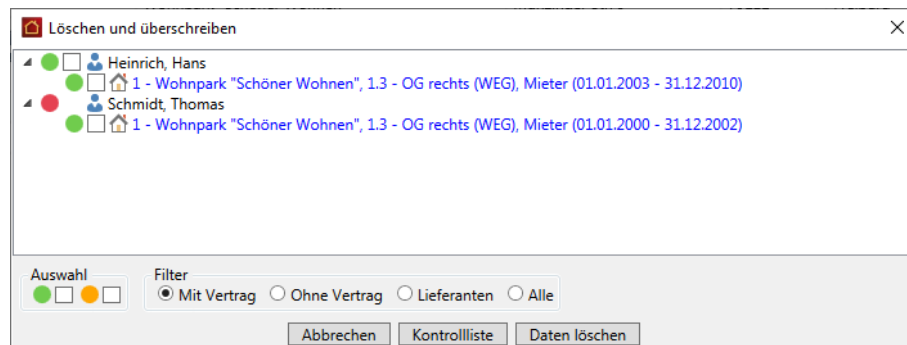 Löschen und überschreiben
Heinrich, Hans
1 - Wohnpark "Schöner Wohnen", 1.3 - OG rechts (WEG), Mieter (01.01.2003 - 31.12.2010)
Schmidt, Thomas
1 - Wohnpark "Schöner Wohnen", 1.3 - OG rechts (WEG), Mieter (01.01.2000 - 31.12.2002)
Auswahl Filter
Mit Vertrag Ohne Vertrag Lieferanten Alle
Abbrechen Kontrollliste Daten löschen